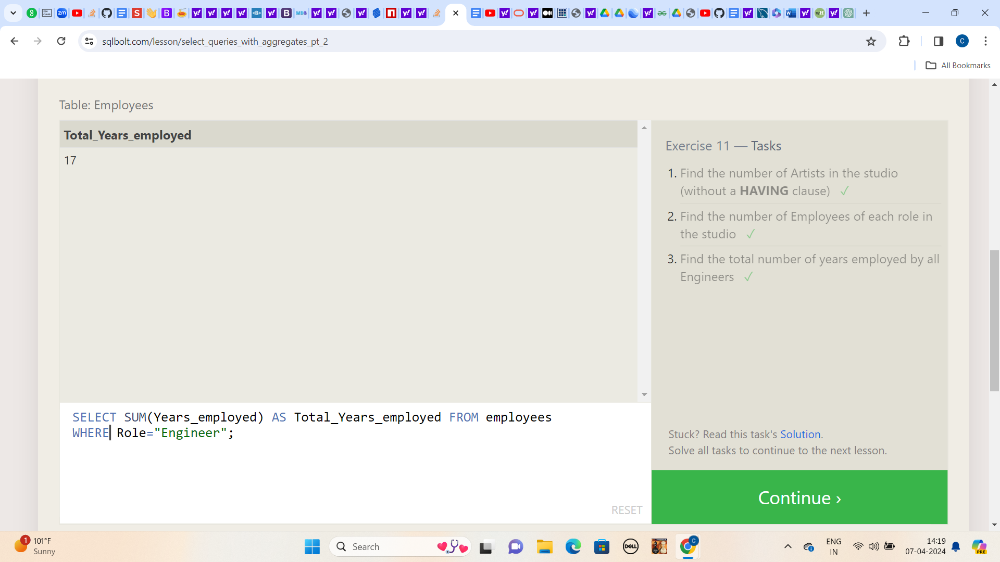 sqlbolt.com/lesson/select_queries_with_aggregates_pt_2
C
All Bookmarks
Table: Employees
Total_Years_employed
17
Exercise 11 — Tasks
1. Find the number of Artists in the studio
(without a HAVING clause) ✓
2. Find the number of Employees of each role in
the studio ✓
3. Find the total number of years employed by all
Engineers ✓
SELECT SUM(Years_employed) AS Total_Years_employed FROM employees
WHERE Role="Engineer";
RESET
Stuck? Read this task's Solution.
Solve all tasks to continue to the next lesson.
Continue ›
1
101°F
Sunny
Search
DELL
C
ENG
IN
14:19
07-04-2024
PRE